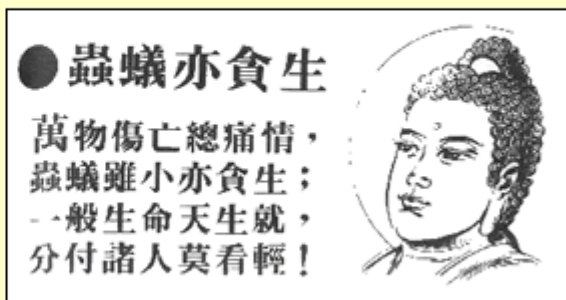 ●蟲蟻亦貪生
萬物傷亡總痛情，
蟲蟻雖小亦貪生；
一般生命天生就，
分付諸人莫看輕！